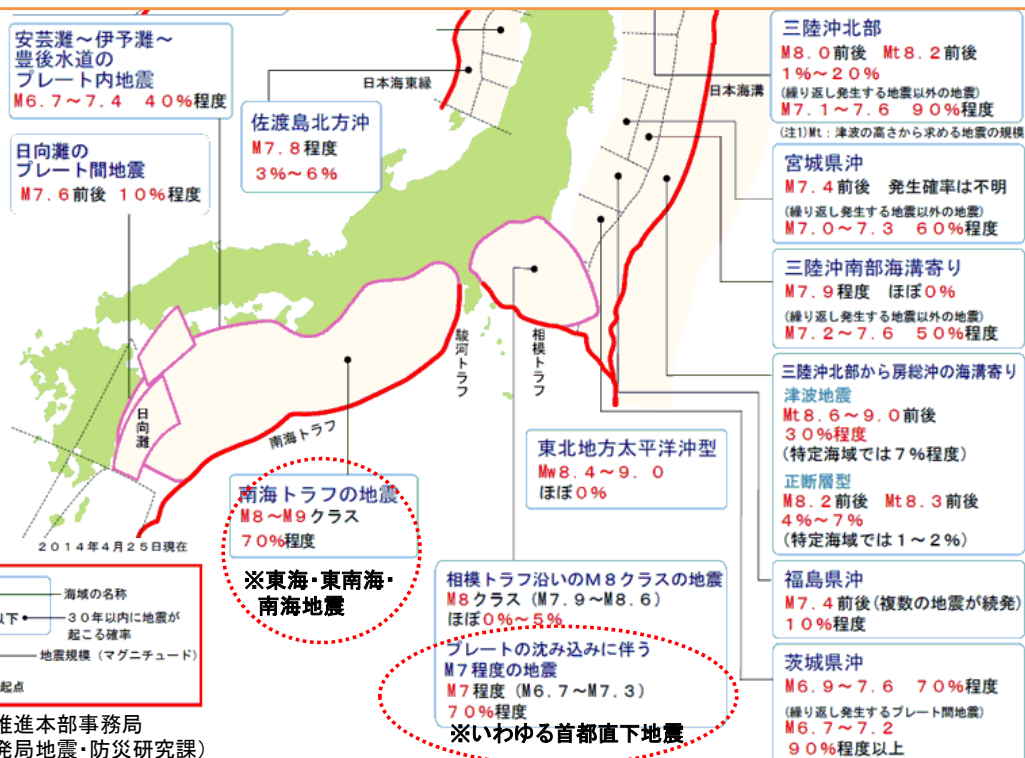 安芸灘～伊予灘～
豊後水道の
プレート内地震
M6.7～7.4 40%程度
日向灘の
プレート間地震
M7.6前後 10%程度
佐渡島北方沖
M7.8程度
3%～6%
日本海東縁
日本海溝
三陸沖北部
M8.0前後 Mt8.2前後
1%～20%
(繰り返し発生する地震以外の地震)
M7.1～7.6 90%程度
(注1)Mt：津波の高さから求める地震の規模
宮城県沖
M7.4前後 発生確率は不明
(繰り返し発生する地震以外の地震)
M7.0～7.3 60%程度
三陸沖南部海溝寄り
M7.9程度 ほぼ0%
(繰り返し発生する地震以外の地震)
M7.2～7.6 50%程度
三陸沖北部から房総沖の海溝寄り
津波地震
Mt8.6～9.0前後
30%程度
(特定海域では7%程度)
正断層型
M8.2前後 Mt8.3前後
4%～7%
(特定海域では1～2%)
福島県沖
M7.4前後(複数の地震が続発)
10%程度
茨城県沖
M6.9～7.6 70%程度
(繰り返し発生するプレート間地震)
M6.7～7.2
90%程度以上
駿河トラフ
相模トラフ
日向灘
南海トラフ
東北地方太平洋沖型
Mw8.4～9.0
ほぼ0%
南海トラフの地震
M8～M9クラス
70%程度
※東海・東南海・
南海地震
相模トラフ沿いのM8クラスの地震
M8クラス（M7.9～M8.6）
ほぼ0%～5%
プレートの沈み込みに伴う
M7程度の地震
M7程度（M6.7～M7.3）
70%程度
※いわゆる首都直下地震
2014年4月25日現在
海域の名称
以下
30年以内に地震が
起こる確率
地震規模（マグニチュード）
起点
推進本部事務局
発局地震・防災研究課）